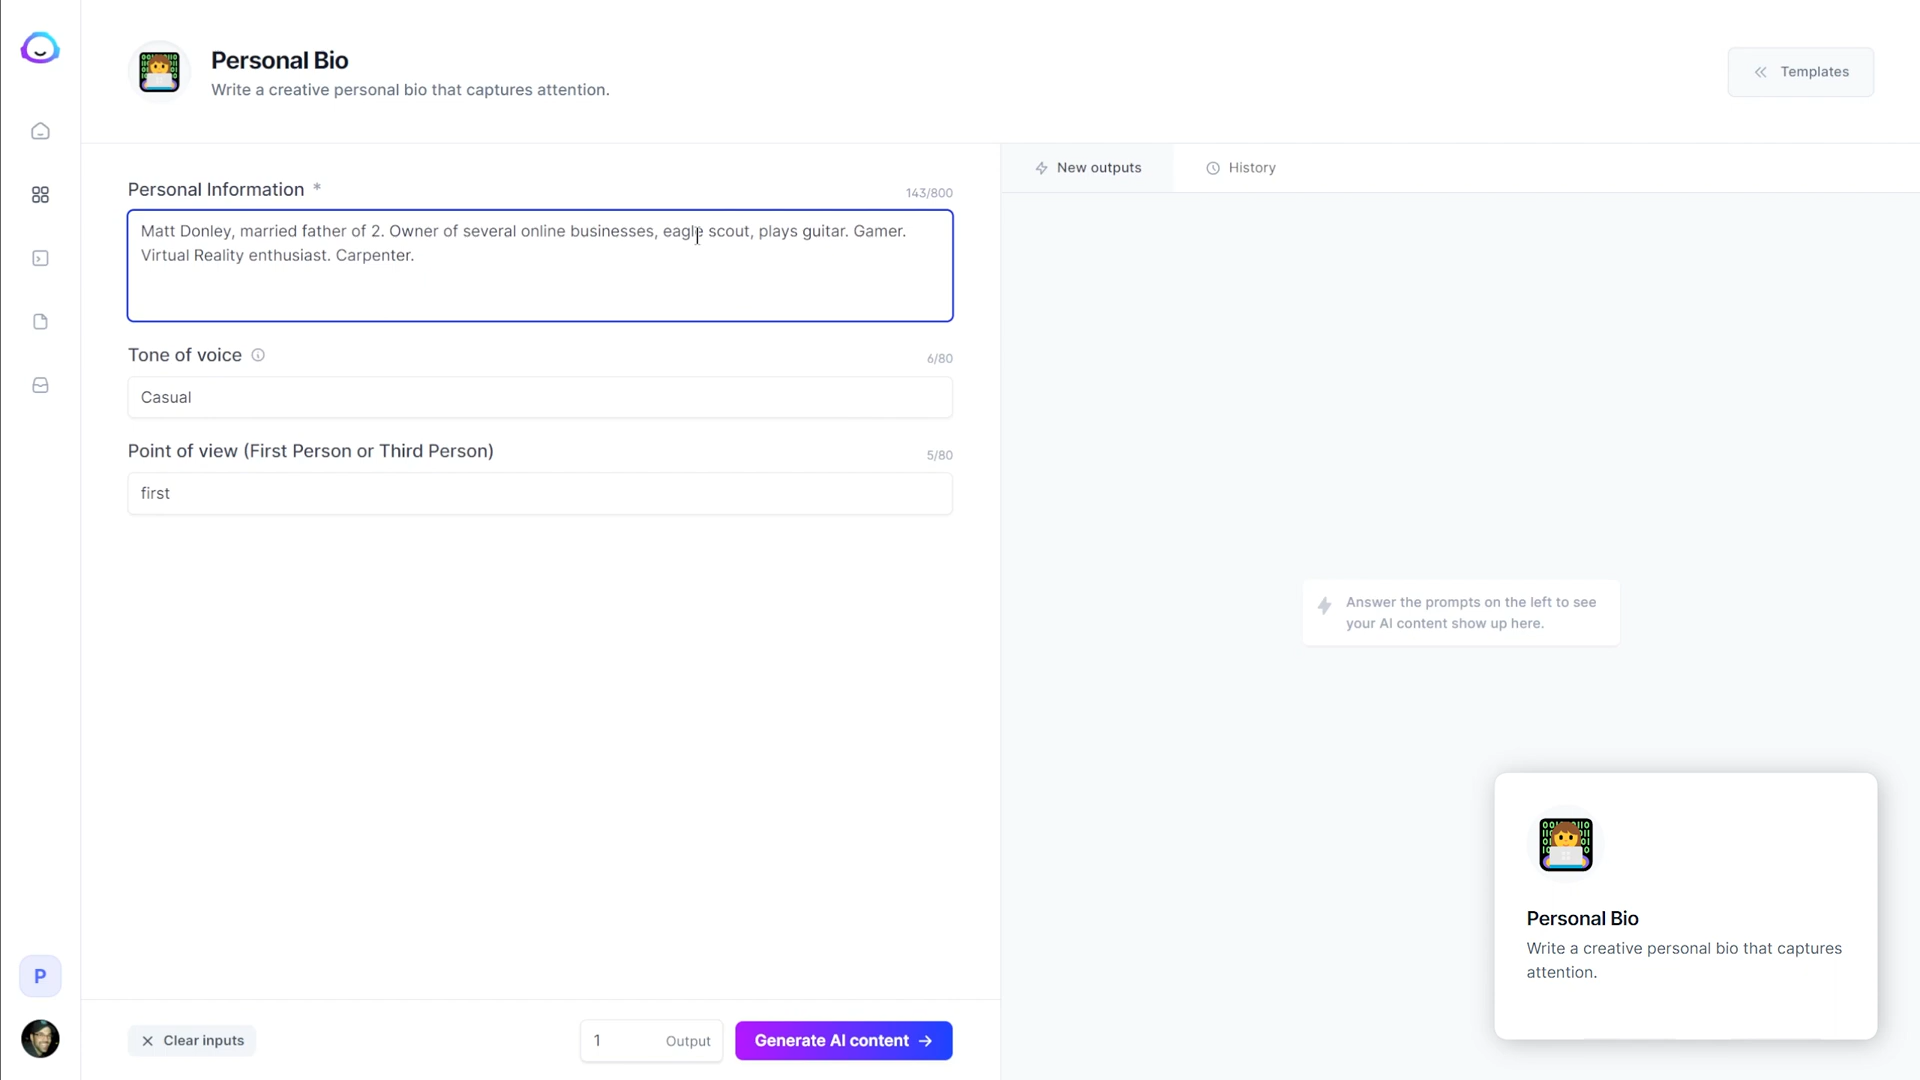 Personal Bio
Write a creative personal bio that captures attention.
Templates
Personal Information *
143/800
Matt Donley, married father of 2. Owner of several online businesses, eagle scout, plays guitar. Gamer.
Virtual Reality enthusiast. Carpenter.
Tone of voice
6/80
Casual
Point of view (First Person or Third Person)
5/80
first
New outputs
History
Answer the prompts on the left to see
your AI content show up here.
Personal Bio
Write a creative personal bio that captures
attention.
P
Clear inputs
1 Output
Generate AI content